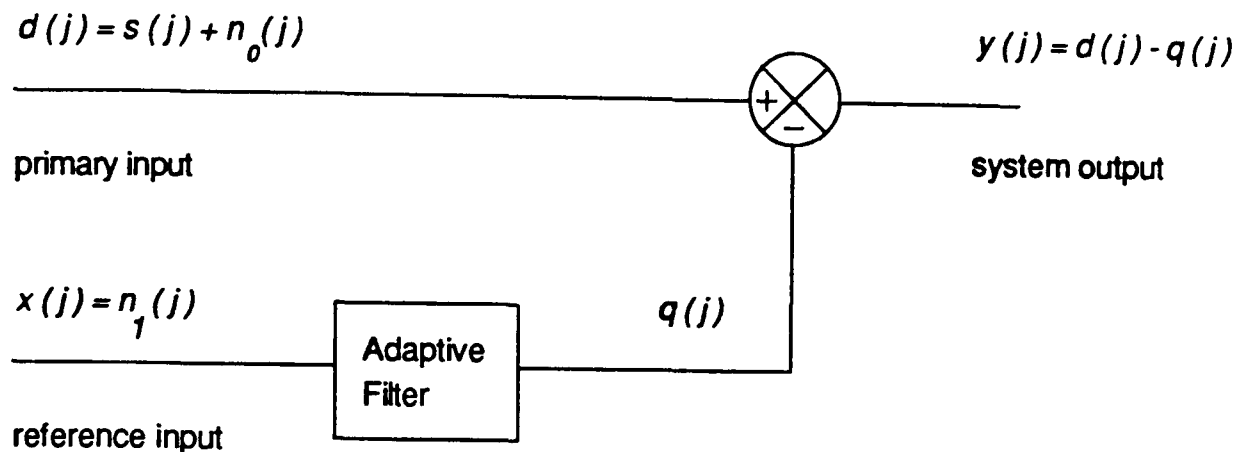 d(j) = s(j) + n₀(j)
y(j) = d(j) - q(j)
+
−
primary input
system output
x(j) = n₁(j)
q(j)
Adaptive
Filter
reference input